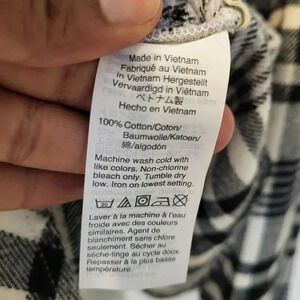 Made in Vietnam
Fabriqué au Vietnam
In Vietnam Hergestellt
Vervaardigd in Vietnam
ベトナム製
Hecho en Vietnam
100% Cotton/Coton/
Baumwolle/Katoen/
綿/algodón
Machine wash cold with
like colors. Non-chlorine
bleach only. Tumble dry
low. Iron on lowest setting.
Laver à la machine à l'eau
froide avec des couleurs
similaires. Agent de
blanchiment sans chlore
seulement. Sécher au
sèche-linge au cycle doux.
Repasser à la plus basse
température.